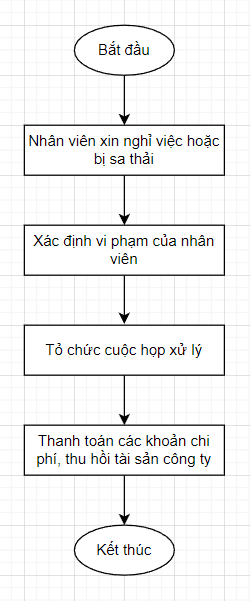 Bắt đầu
Nhân viên xin nghỉ việc hoặc
bị sa thải
Xác định vi phạm của nhân
viên
Tỏ chức cuộc họp xử lý
Thanh toán các khoản chi
phí, thu hồi tài sản công ty
Kết thúc